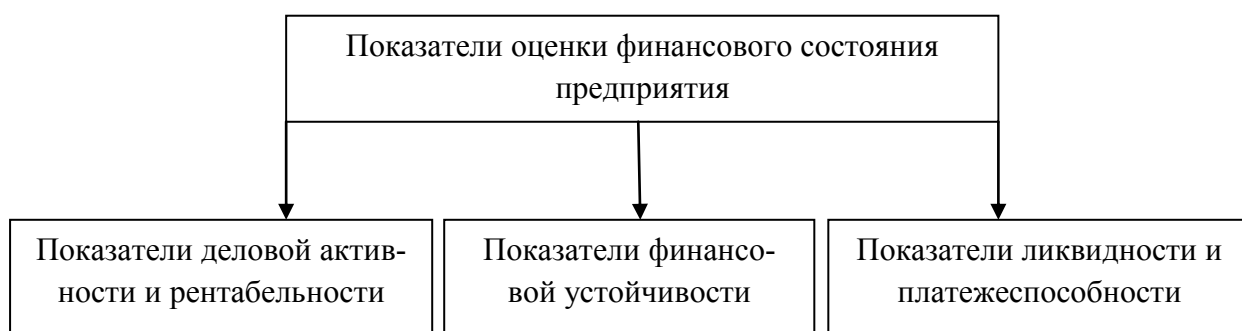 Показатели оценки финансового состояния
предприятия
Показатели деловой актив-
ности и рентабельности
Показатели финансо-
вой устойчивости
Показатели ликвидности и
платежеспособности